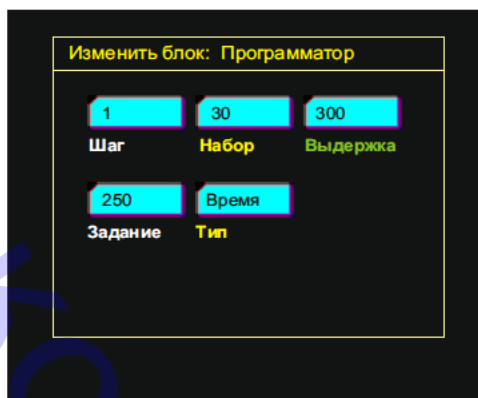 Изменить блок: Программатор
1 30 300
Шаг Набор Выдержка
250 Время
Задание Тип